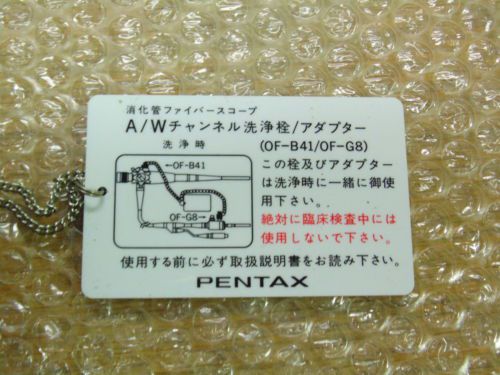 消化管ファイバースコープ
A/Wチャンネル洗浄栓/アダプター
洗浄時
(OF-B41/OF-G8)
OF-B41
OF-G8
この栓及びアダプター
は洗浄時に一緒に御使
用下さい。
絶対に臨床検査中には
使用しないで下さい。
使用する前に必ず取扱説明書をお読み下さい。
PENTAX